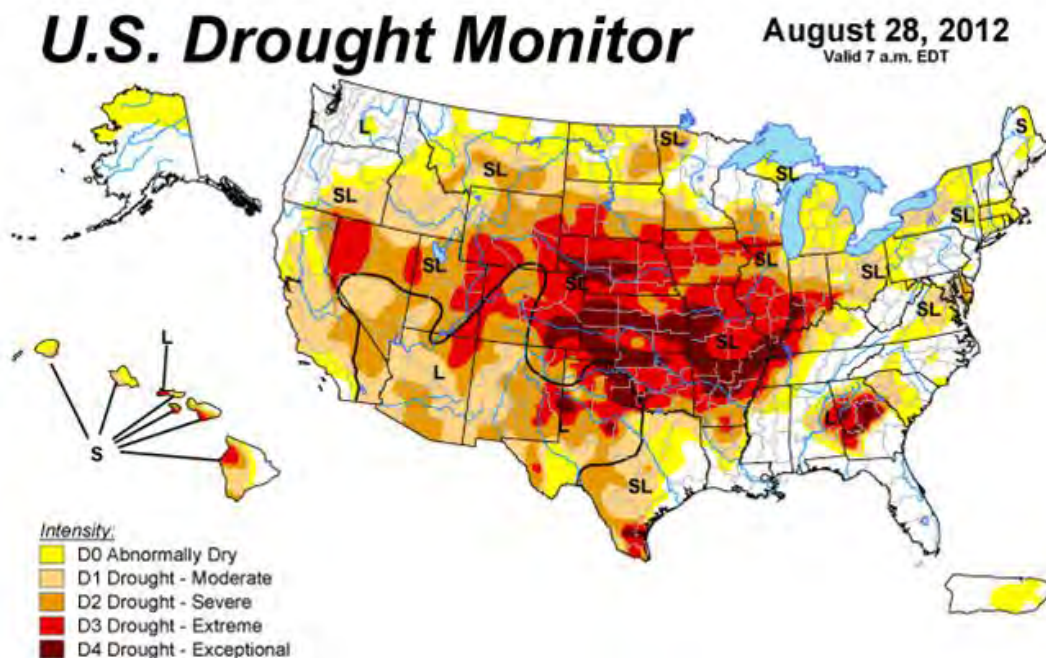 U.S. Drought Monitor
August 28, 2012
Valid 7 a.m. EDT
L
SL
S
SL
SL
SL
SL
SL
SL
SL
SL
SL
SL
L
L
L
L
SL
S
Intensity:
D0 Abnormally Dry
D1 Drought - Moderate
D2 Drought - Severe
D3 Drought - Extreme
D4 Drought - Exceptional